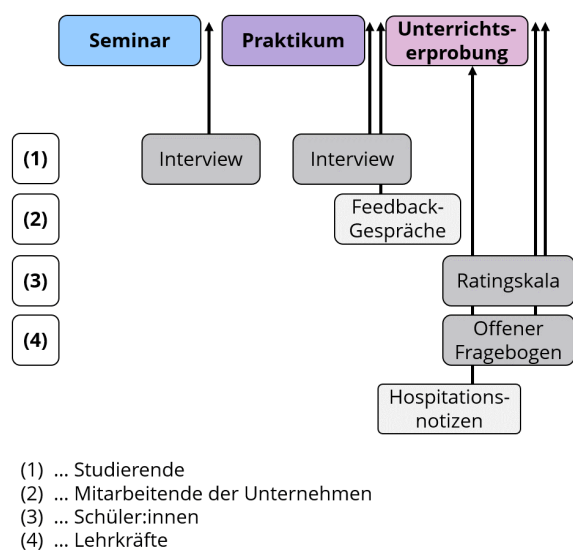 Seminar
Praktikum
Unterrichts-
erprobung
(1)
Interview
Interview
(2)
Feedback-
Gespräche
(3)
Ratingskala
(4)
Offener
Fragebogen
Hospitations-
notizen
(1) ... Studierende
(2) ... Mitarbeitende der Unternehmen
(3) ... Schüler:innen
(4) ... Lehrkräfte